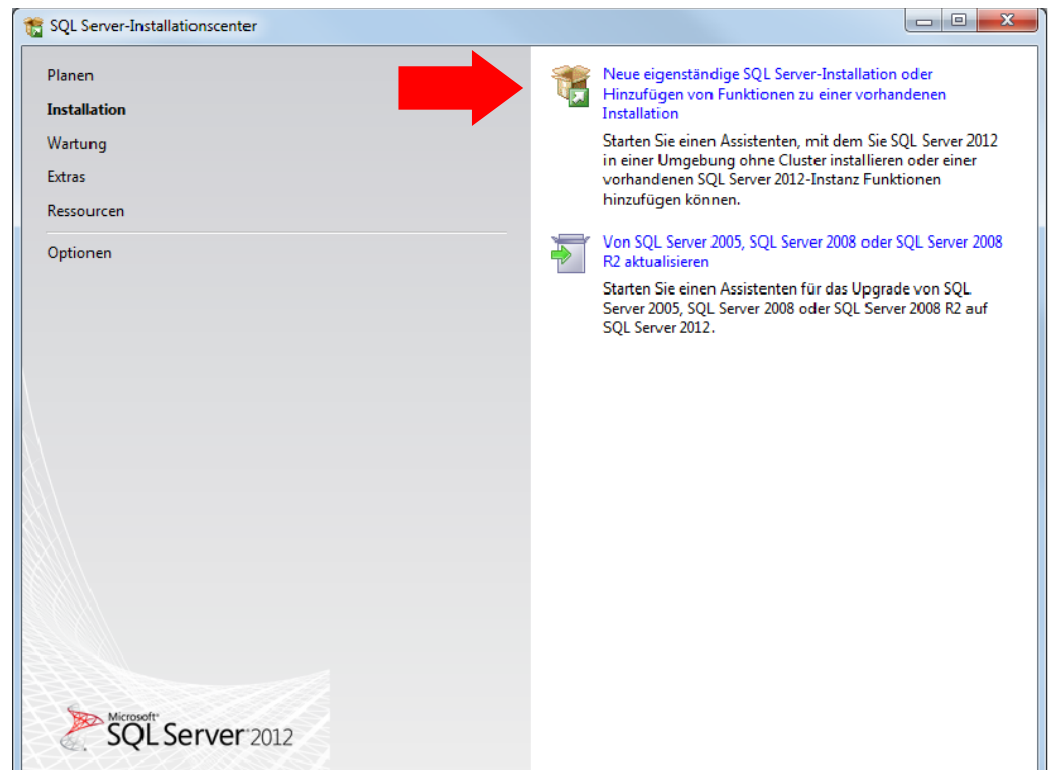 SQL Server-Installationscenter
Planen
Installation
Wartung
Extras
Ressourcen
Optionen
Neue eigenständige SQL Server-Installation oder
Hinzufügen von Funktionen zu einer vorhandenen
Installation
Starten Sie einen Assistenten, mit dem Sie SQL Server 2012
in einer Umgebung ohne Cluster installieren oder einer
vorhandenen SQL Server 2012-Instanz Funktionen
hinzufügen können.
Von SQL Server 2005, SQL Server 2008 oder SQL Server 2008
R2 aktualisieren
Starten Sie einen Assistenten für das Upgrade von SQL
Server 2005, SQL Server 2008 oder SQL Server 2008 R2 auf
SQL Server 2012.
Microsoft®
SQL Server® 2012